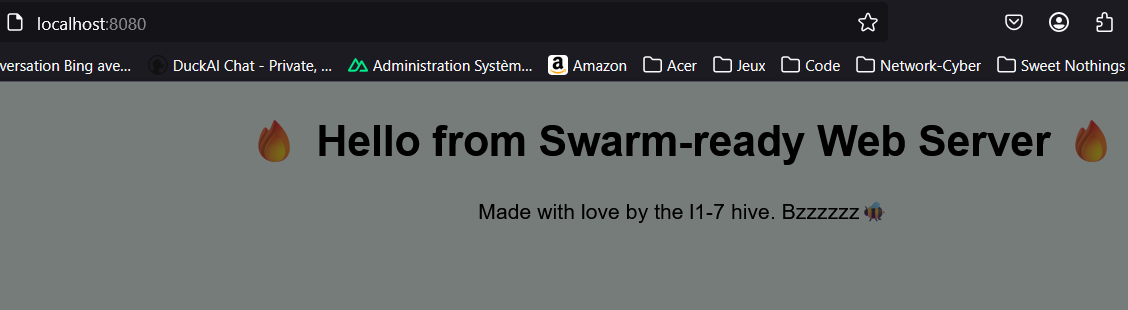 localhost:8080
versation Bing ave... DuckAI Chat - Private, ... Administration Systèm... Amazon Acer Jeux Code Network-Cyber Sweet Nothings
🔥 Hello from Swarm-ready Web Server 🔥
Made with love by the l1-7 hive. Bzzzzzz🐝